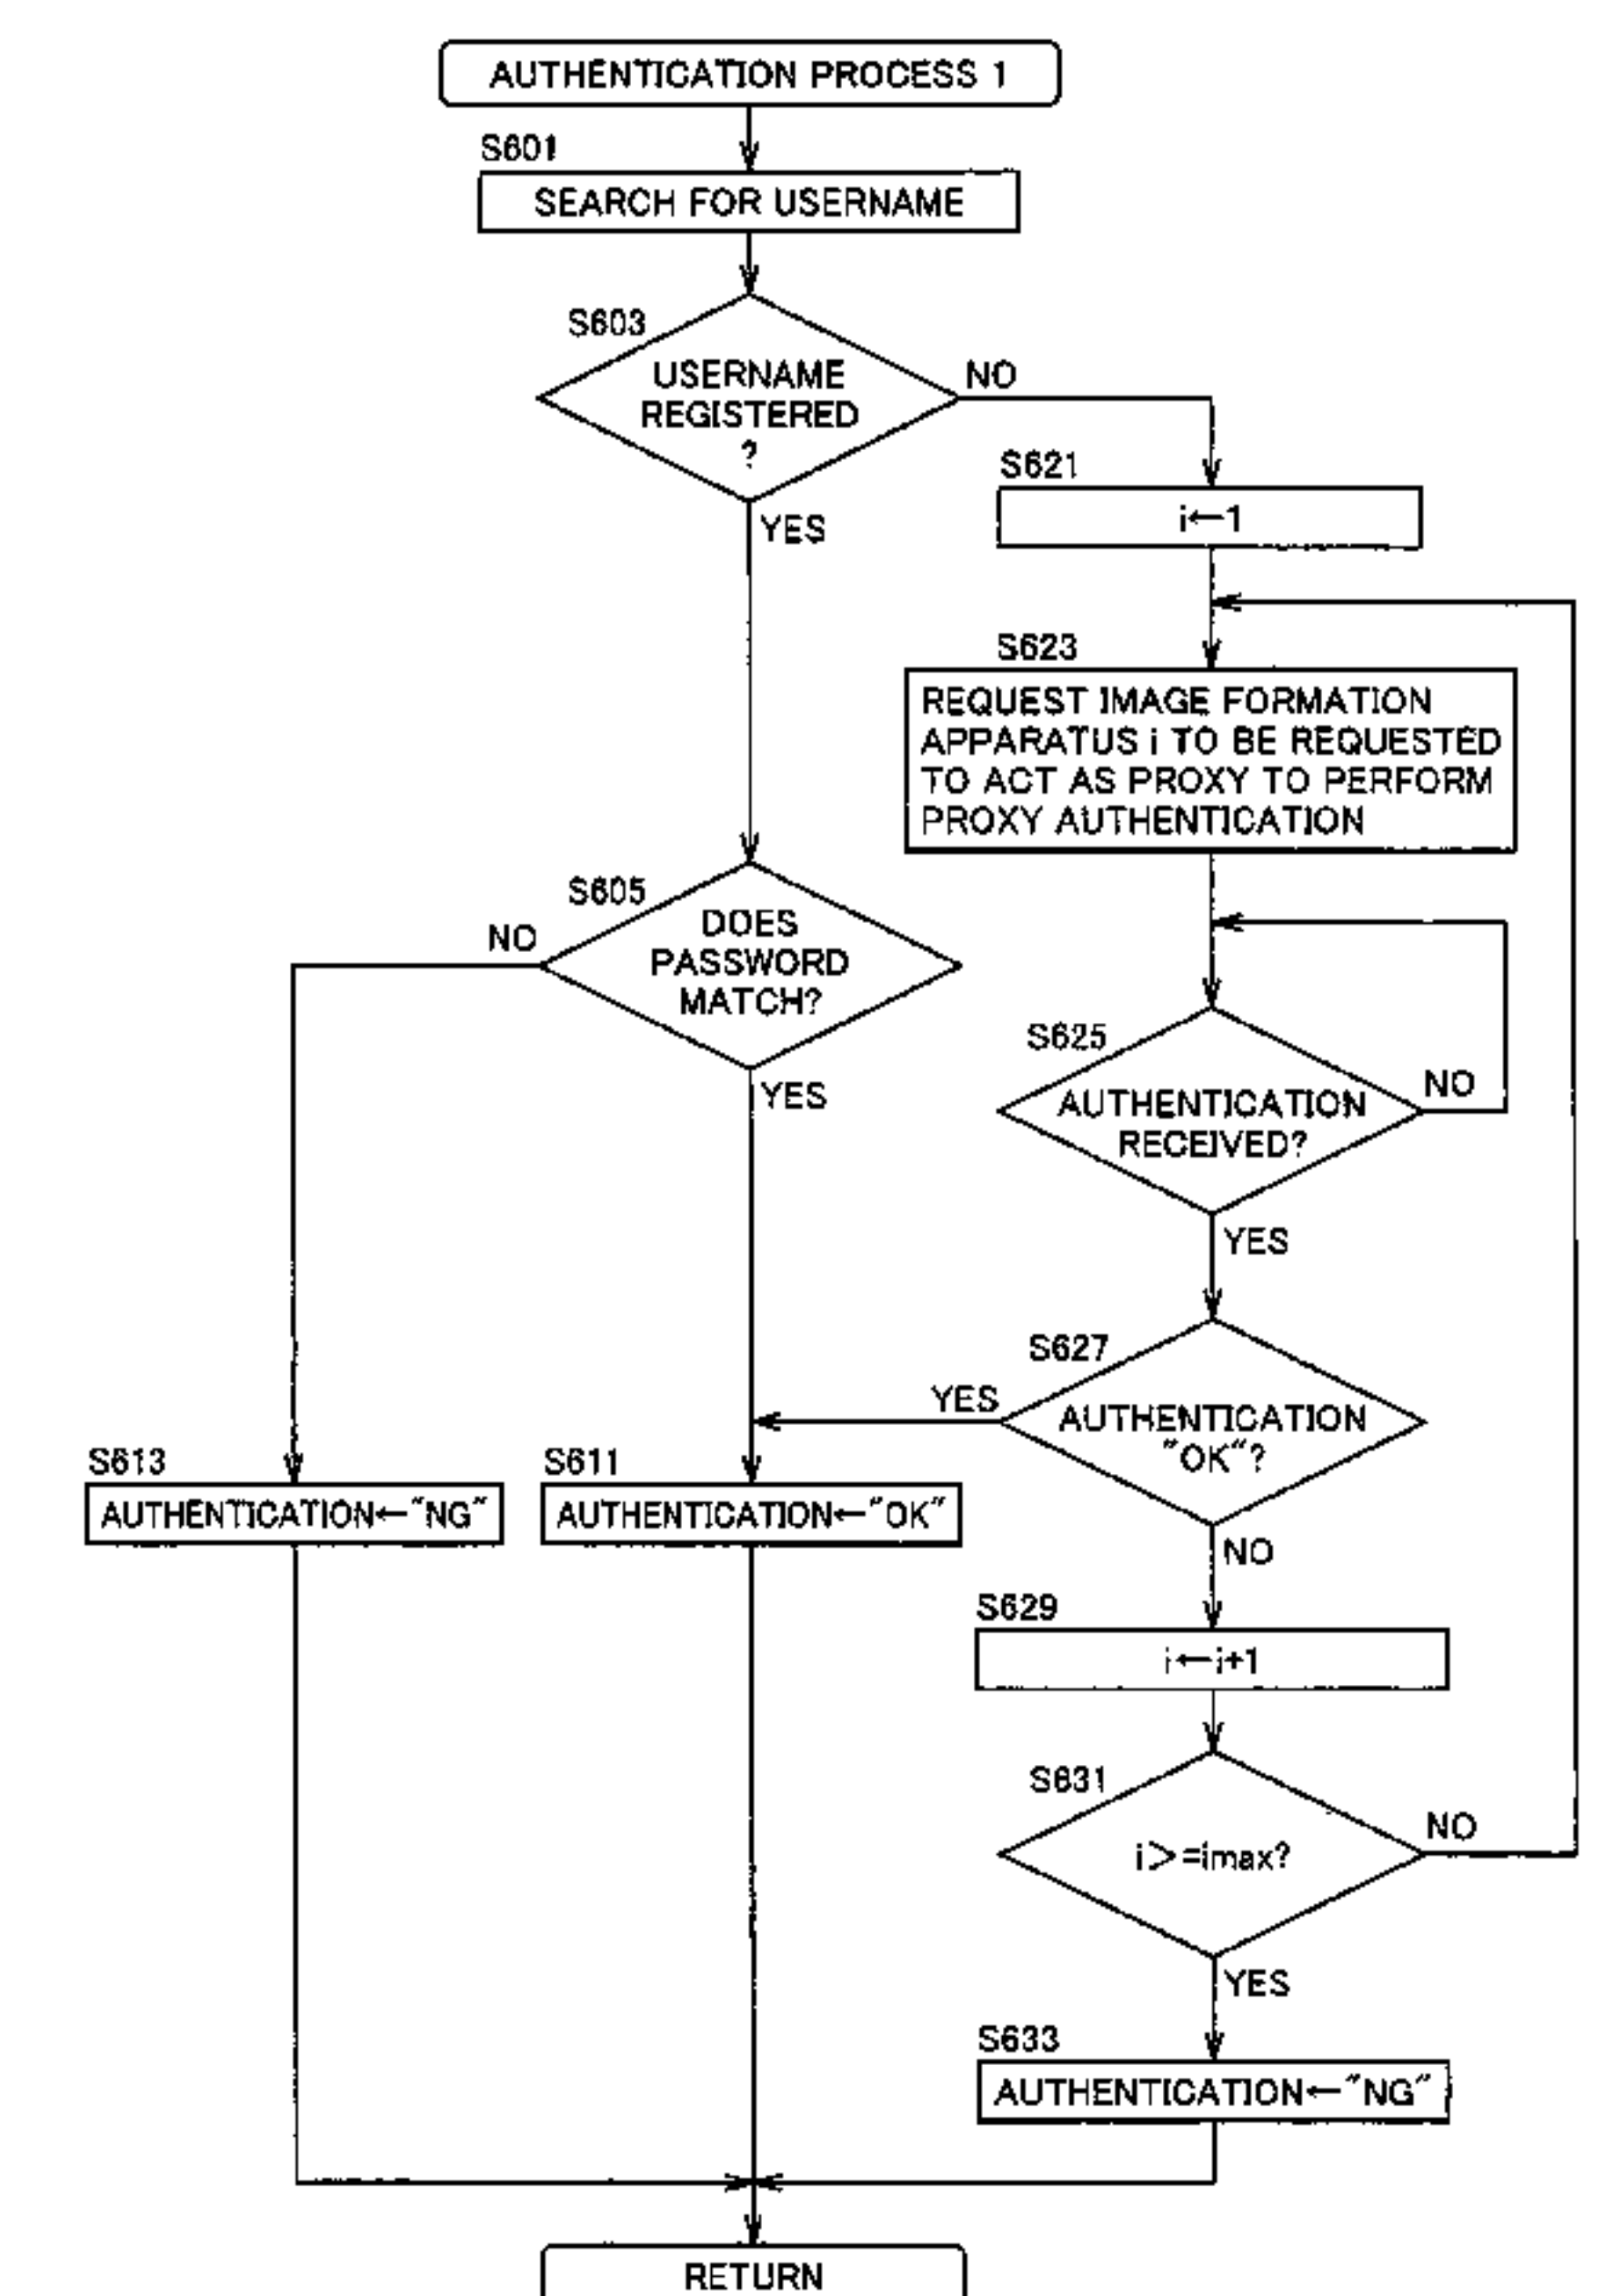 AUTHENTICATION PROCESS 1
S601
SEARCH FOR USERNAME
S603
USERNAME
REGISTERED
?
NO
YES
S621
i←1
S623
REQUEST IMAGE FORMATION
APPARATUS i TO BE REQUESTED
TO ACT AS PROXY TO PERFORM
PROXY AUTHENTICATION
S605
DOES
PASSWORD
MATCH?
NO
YES
S625
AUTHENTICATION
RECEIVED?
NO
YES
S627
AUTHENTICATION
"OK"?
YES
NO
S613
AUTHENTICATION←"NG"
S611
AUTHENTICATION←"OK"
S629
i←i+1
S631
i>=imax?
NO
YES
S633
AUTHENTICATION←"NG"
RETURN